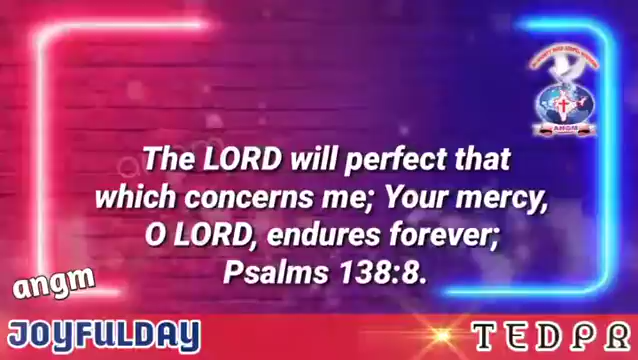 The LORD will perfect that
which concerns me; Your mercy,
O LORD, endures forever;
Psalms 138:8.
ANGM
angm
JOYFULDAY
TEDPR